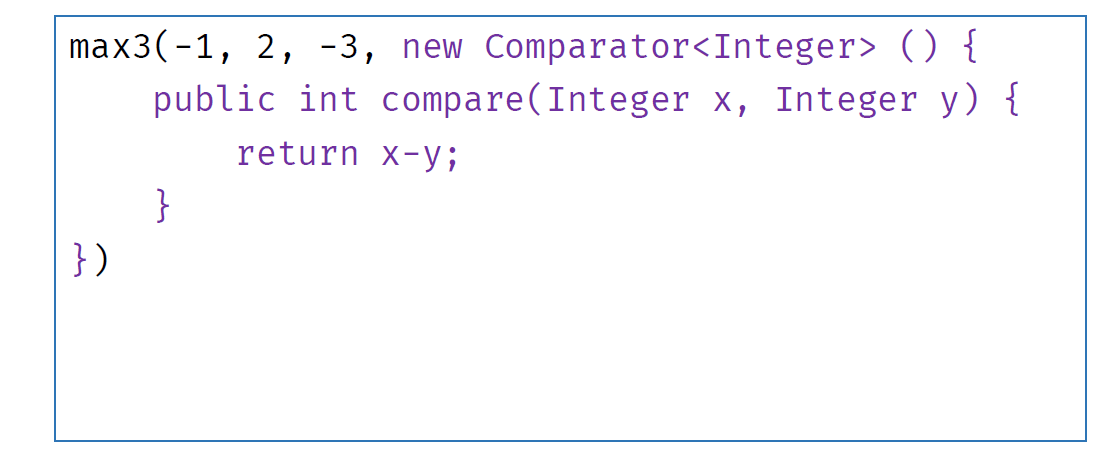 max3(-1, 2, -3, new Comparator<Integer> () {
    public int compare(Integer x, Integer y) {
        return x-y;
    }
})